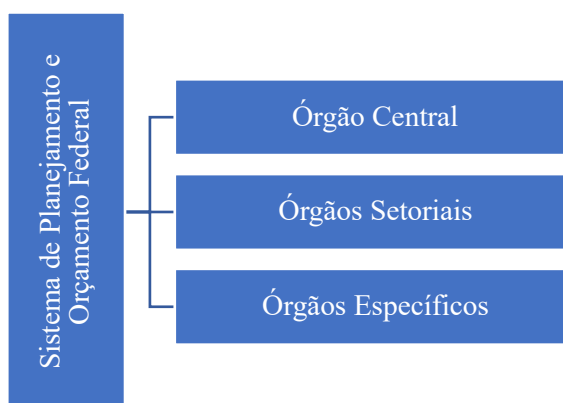 Sistema de Planejamento e
Orçamento Federal
Órgão Central
Órgãos Setoriais
Órgãos Específicos